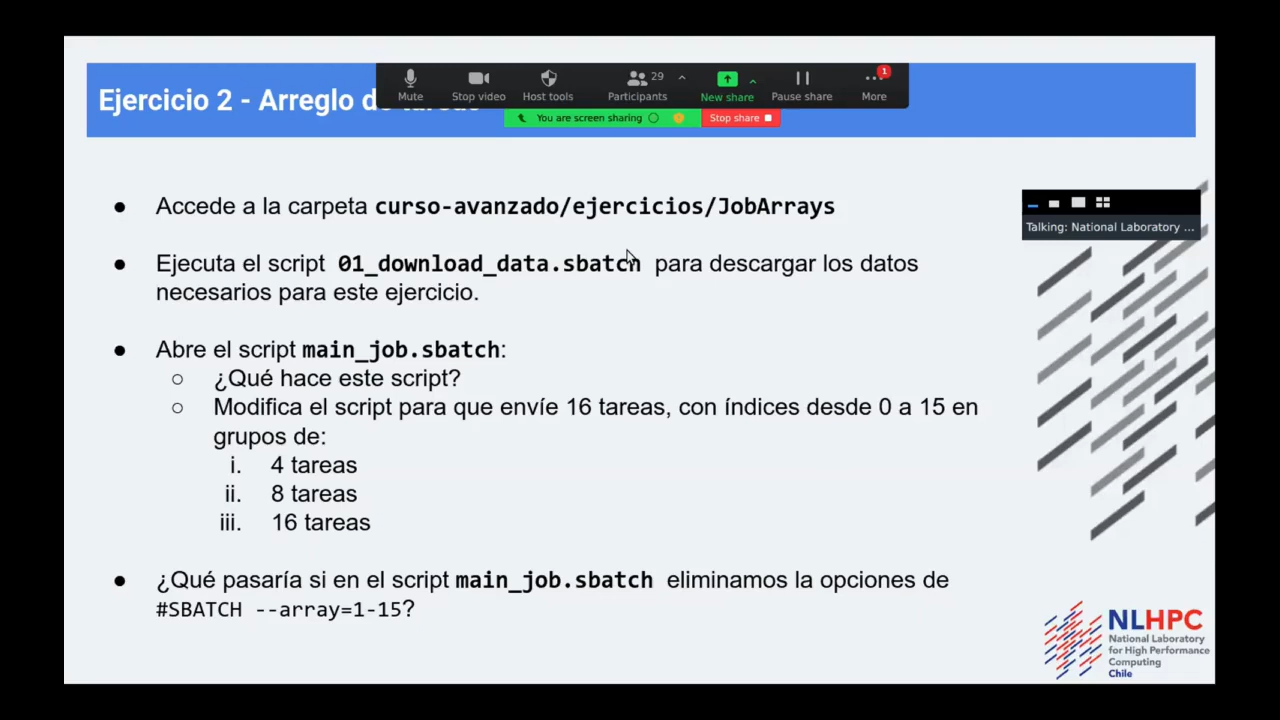 Ejercicio 2 - Arreglo
Mute
Stop video
Host tools
Participants
29
New share
Pause share
More
1
You are screen sharing
Stop share
● Accede a la carpeta curso-avanzado/ejercicios/JobArrays
Talking: National Laboratory ...
● Ejecuta el script 01_download_data.sbatch para descargar los datos
necesarios para este ejercicio.
● Abre el script main_job.sbatch:
○ ¿Qué hace este script?
○ Modifica el script para que envíe 16 tareas, con índices desde 0 a 15 en
grupos de:
i. 4 tareas
ii. 8 tareas
iii. 16 tareas
● ¿Qué pasaría si en el script main_job.sbatch eliminamos la opciones de
#SBATCH --array=1-15?
NLHPC
National Laboratory
for High Performance
Computing
Chile